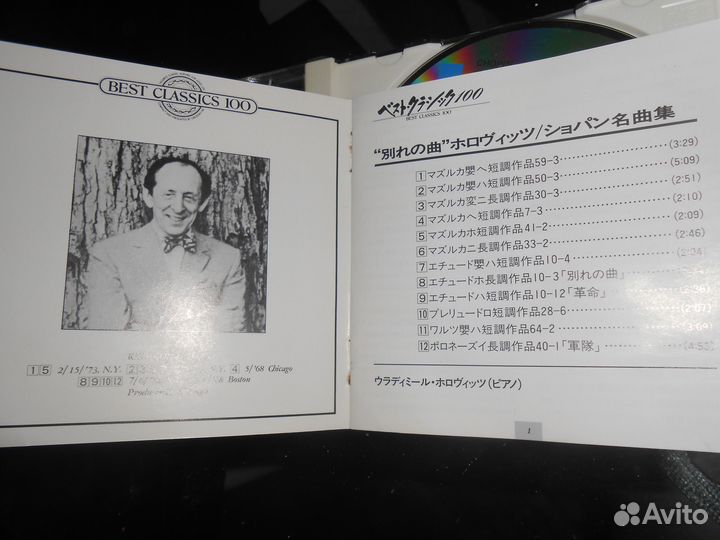 BEST CLASSICS 100
1 5 2/15/'73, N.Y. 2 3 N.Y. 4 5/'68 Chicago
8 9 10 12 Boston
CHOPIN
ベスト・クラシック100
BEST CLASSICS 100
“別れの曲”ホロヴィッツ/ショパン名曲集
1 マズルカ嬰ヘ短調作品59-3 (3:29)
2 マズルカ嬰ハ短調作品50-3 (5:09)
3 マズルカ変ニ長調作品30-3 (2:51)
4 マズルカヘ短調作品7-3 (2:10)
5 マズルカホ短調作品41-2 (2:09)
6 マズルカニ長調作品33-2 (2:46)
7 エチュード嬰ハ短調作品10-4
8 エチュードホ長調作品10-3「別れの曲」
9 エチュードハ短調作品10-12「革命」
10 プレリュードロ短調作品28-6 (2:07)
11 ワルツ嬰ハ短調作品64-2 (3:09)
12 ポロネーズイ長調作品40-1「軍隊」 (4:53)
ウラディミール・ホロヴィッツ(ピアノ)
1
Avito